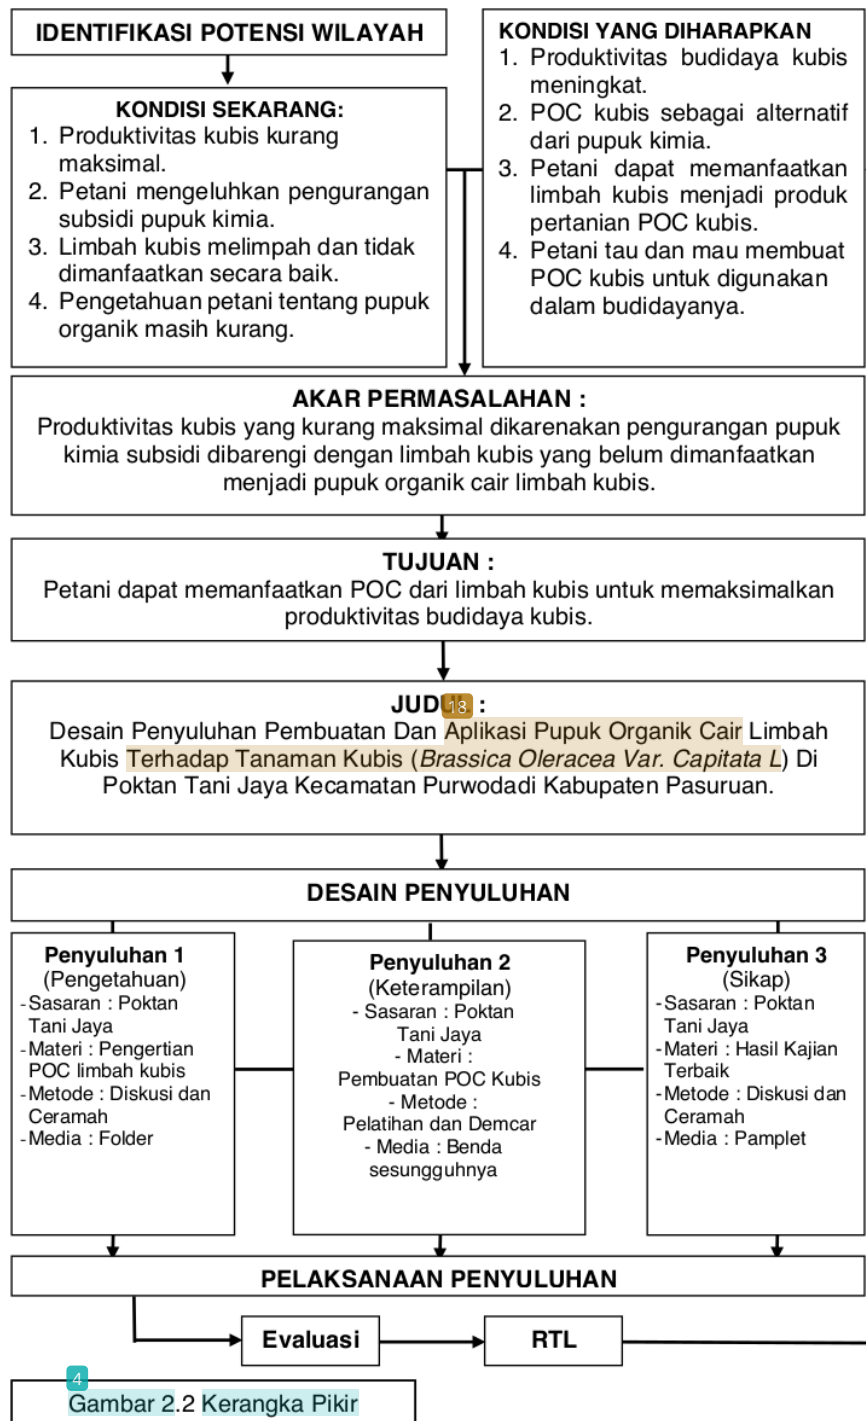 IDENTIFIKASI POTENSI WILAYAH
KONDISI SEKARANG:
1. Produktivitas kubis kurang
maksimal.
2. Petani mengeluhkan pengurangan
subsidi pupuk kimia.
3. Limbah kubis melimpah dan tidak
dimanfaatkan secara baik.
4. Pengetahuan petani tentang pupuk
organik masih kurang.
KONDISI YANG DIHARAPKAN
1. Produktivitas budidaya kubis
meningkat.
2. POC kubis sebagai alternatif
dari pupuk kimia.
3. Petani dapat memanfaatkan
limbah kubis menjadi produk
pertanian POC kubis.
4. Petani tau dan mau membuat
POC kubis untuk digunakan
dalam budidayanya.
AKAR PERMASALAHAN :
Produktivitas kubis yang kurang maksimal dikarenakan pengurangan pupuk
kimia subsidi dibarengi dengan limbah kubis yang belum dimanfaatkan
menjadi pupuk organik cair limbah kubis.
TUJUAN :
Petani dapat memanfaatkan POC dari limbah kubis untuk memaksimalkan
produktivitas budidaya kubis.
JUDUL :
18
Desain Penyuluhan Pembuatan Dan Aplikasi Pupuk Organik Cair Limbah
Kubis Terhadap Tanaman Kubis (Brassica Oleracea Var. Capitata L) Di
Poktan Tani Jaya Kecamatan Purwodadi Kabupaten Pasuruan.
DESAIN PENYULUHAN
Penyuluhan 1
(Pengetahuan)
- Sasaran : Poktan
Tani Jaya
- Materi : Pengertian
POC limbah kubis
- Metode : Diskusi dan
Ceramah
- Media : Folder
Penyuluhan 2
(Keterampilan)
- Sasaran : Poktan
Tani Jaya
- Materi :
Pembuatan POC Kubis
- Metode :
Pelatihan dan Demcar
- Media : Benda
sesungguhnya
Penyuluhan 3
(Sikap)
- Sasaran : Poktan
Tani Jaya
- Materi : Hasil Kajian
Terbaik
- Metode : Diskusi dan
Ceramah
- Media : Pamplet
PELAKSANAAN PENYULUHAN
Evaluasi
RTL
4
Gambar 2.2 Kerangka Pikir